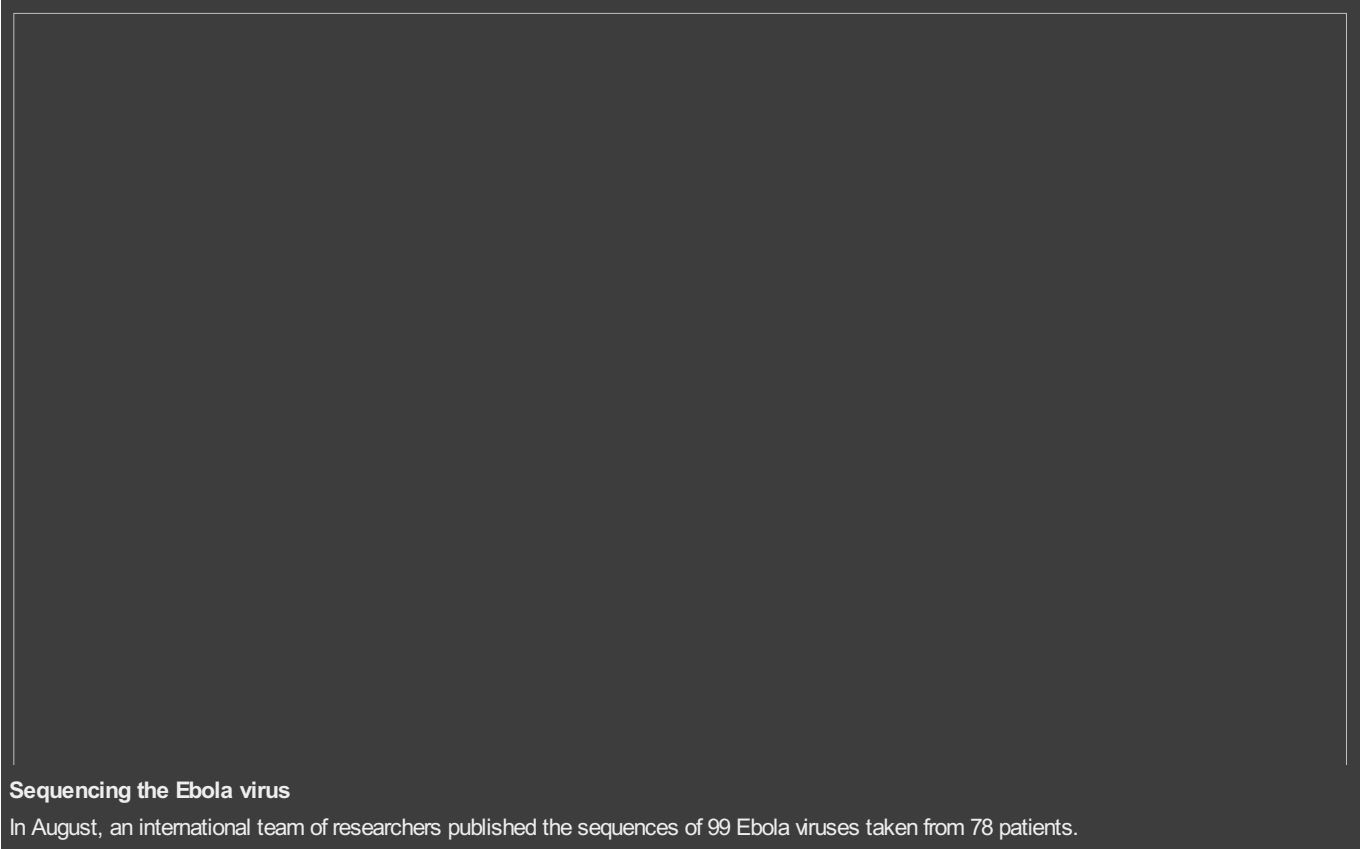 Sequencing the Ebola virus
In August, an international team of researchers published the sequences of 99 Ebola viruses taken from 78 patients.